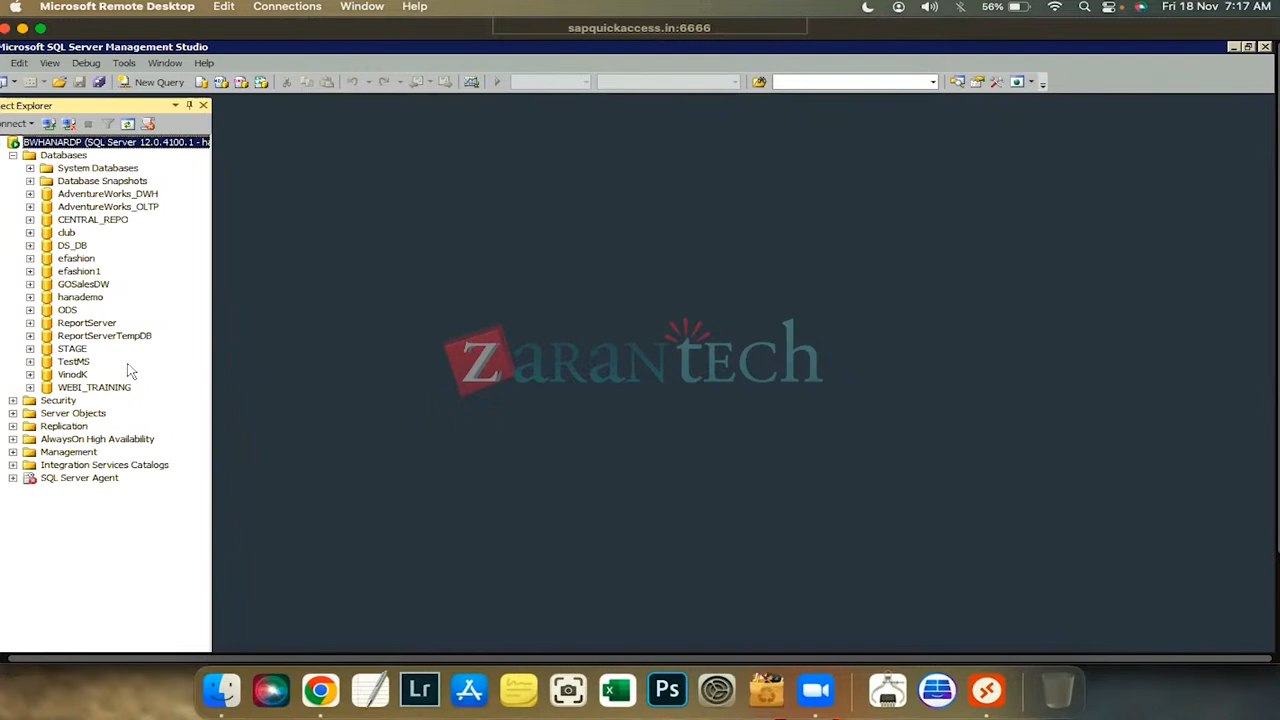 Microsoft Remote Desktop Edit Connections Window Help 56% Fri 18 Nov 7:17 AM
sapquickaccess.in:6666
Microsoft SQL Server Management Studio
Edit View Debug Tools Window Help
New Query
ect Explorer
nnect
BWHANARDP (SQL Server 12.0.4100.1 - ha
Databases
System Databases
Database Snapshots
AdventureWorks_DWH
AdventureWorks_OLTP
CENTRAL_REPO
club
DS_DB
efashion
efashion1
GOSalesDW
hanademo
ODS
ReportServer
ReportServerTempDB
STAGE
TestMS
VinodK
WEBI_TRAINING
Security
Server Objects
Replication
AlwaysOn High Availability
Management
Integration Services Catalogs
SQL Server Agent
zarantech
Lr Ps